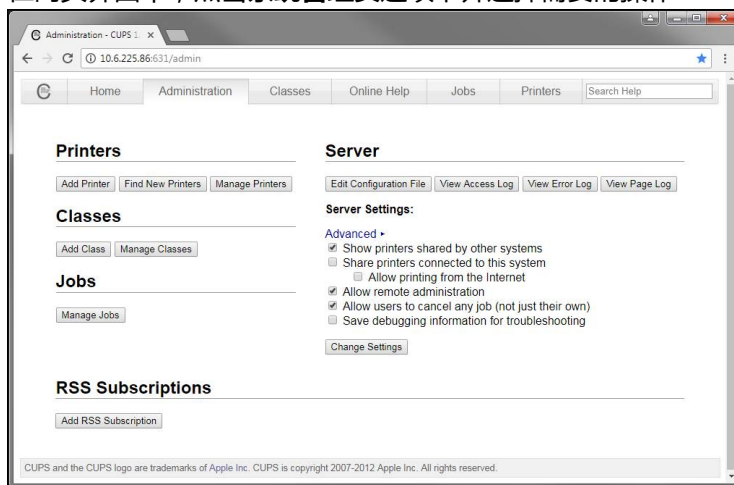 Administration - CUPS 1.
10.6.225.86:631/admin
Home Administration Classes Online Help Jobs Printers Search Help
Printers
Add Printer Find New Printers Manage Printers
Classes
Add Class Manage Classes
Jobs
Manage Jobs
Server
Edit Configuration File View Access Log View Error Log View Page Log
Server Settings:
Advanced
Show printers shared by other systems
Share printers connected to this system
Allow printing from the Internet
Allow remote administration
Allow users to cancel any job (not just their own)
Save debugging information for troubleshooting
Change Settings
RSS Subscriptions
Add RSS Subscription
CUPS and the CUPS logo are trademarks of Apple Inc. CUPS is copyright 2007-2012 Apple Inc. All rights reserved.